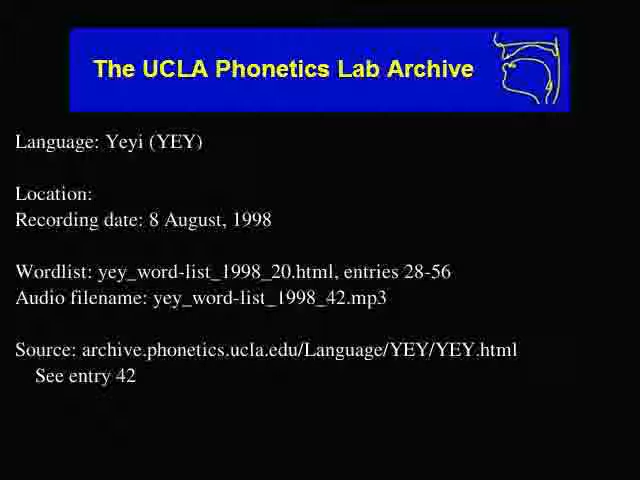 The UCLA Phonetics Lab Archive
Language: Yeyi (YEY)
Location:
Recording date: 8 August, 1998
Wordlist: yey_word-list_1998_20.html, entries 28-56
Audio filename: yey_word-list_1998_42.mp3
Source: archive.phonetics.ucla.edu/Language/YEY/YEY.html
See entry 42